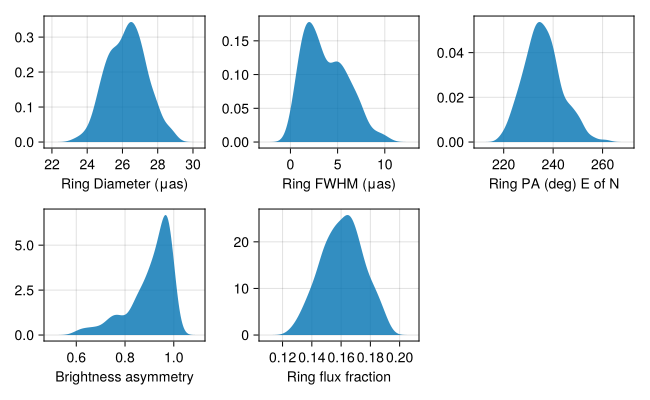 0.3
0.2
0.1
0.0
22 24 26 28 30
Ring Diameter (μas)
0.15
0.10
0.05
0.00
0 5 10
Ring FWHM (μas)
0.04
0.02
0.00
220 240 260
Ring PA (deg) E of N
5.0
2.5
0.0
0.6 0.8 1.0
Brightness asymmetry
20
10
0
0.12 0.14 0.16 0.18 0.20
Ring flux fraction